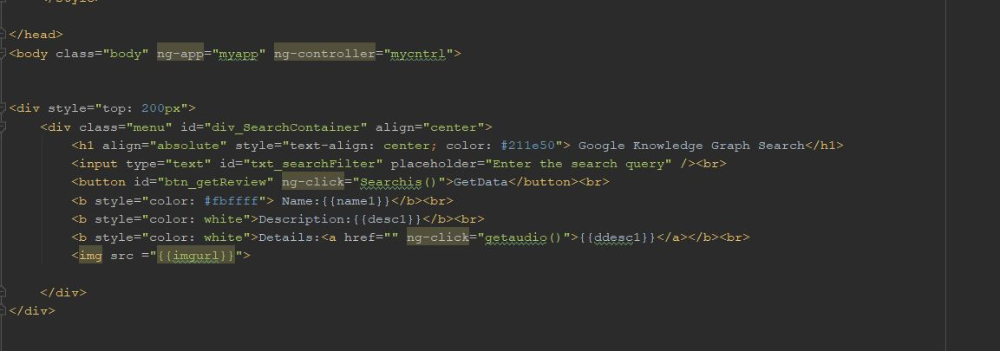 </style>
</head>
<body class="body" ng-app="myapp" ng-controller="mycntrl">
<div style="top: 200px">
<div class="menu" id="div_SearchContainer" align="center">
<h1 align="absolute" style="text-align: center; color: #211e50"> Google Knowledge Graph Search</h1>
<input type="text" id="txt_searchFilter" placeholder="Enter the search query" /><br>
<button id="btn_getReview" ng-click="Searchis()">GetData</button><br>
<b style="color: #fbffff"> Name:{{name1}}</b><br>
<b style="color: white">Description:{{desc1}}</b><br>
<b style="color: white">Details:<a href="" ng-click="getaudio()">{{ddesc1}}</a></b><br>
<img src ="{{imgurl}}">
</div>
</div>